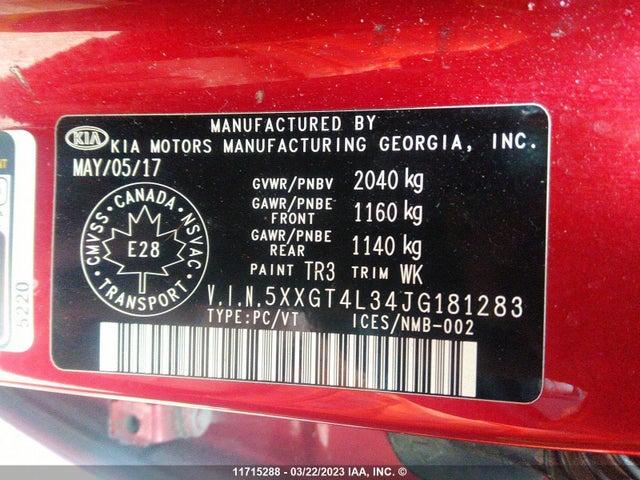 KIA
MANUFACTURED BY
KIA MOTORS MANUFACTURING GEORGIA, INC.
MAY/05/17
GVWR/PNBV 2040 kg
GAWR/PNBE FRONT 1160 kg
GAWR/PNBE REAR 1140 kg
PAINT TR3 TRIM WK
CMVSS · CANADA · NSVAC
E28
TRANSPORT
V.I.N.5XXGT4L34JG181283
TYPE:PC/VT ICES/NMB-002
5220
11715288 - 03/22/2023 IAA, INC. ©